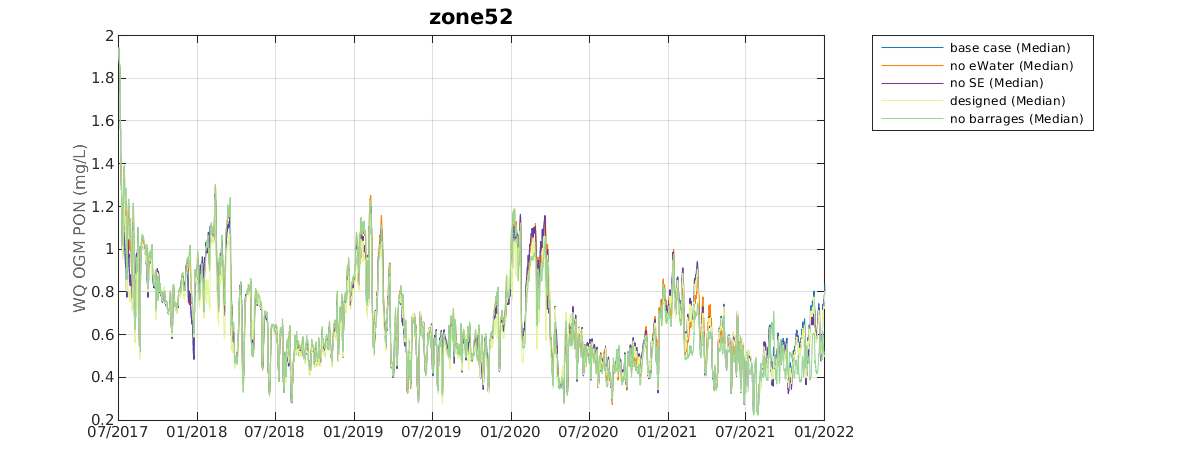 zone52
WQ OGM PON (mg/L)
2
1.8
1.6
1.4
1.2
1
0.8
0.6
0.4
0.2
07/2017 01/2018 07/2018 01/2019 07/2019 01/2020 07/2020 01/2021 07/2021 01/2022
base case (Median)
no eWater (Median)
no SE (Median)
designed (Median)
no barrages (Median)